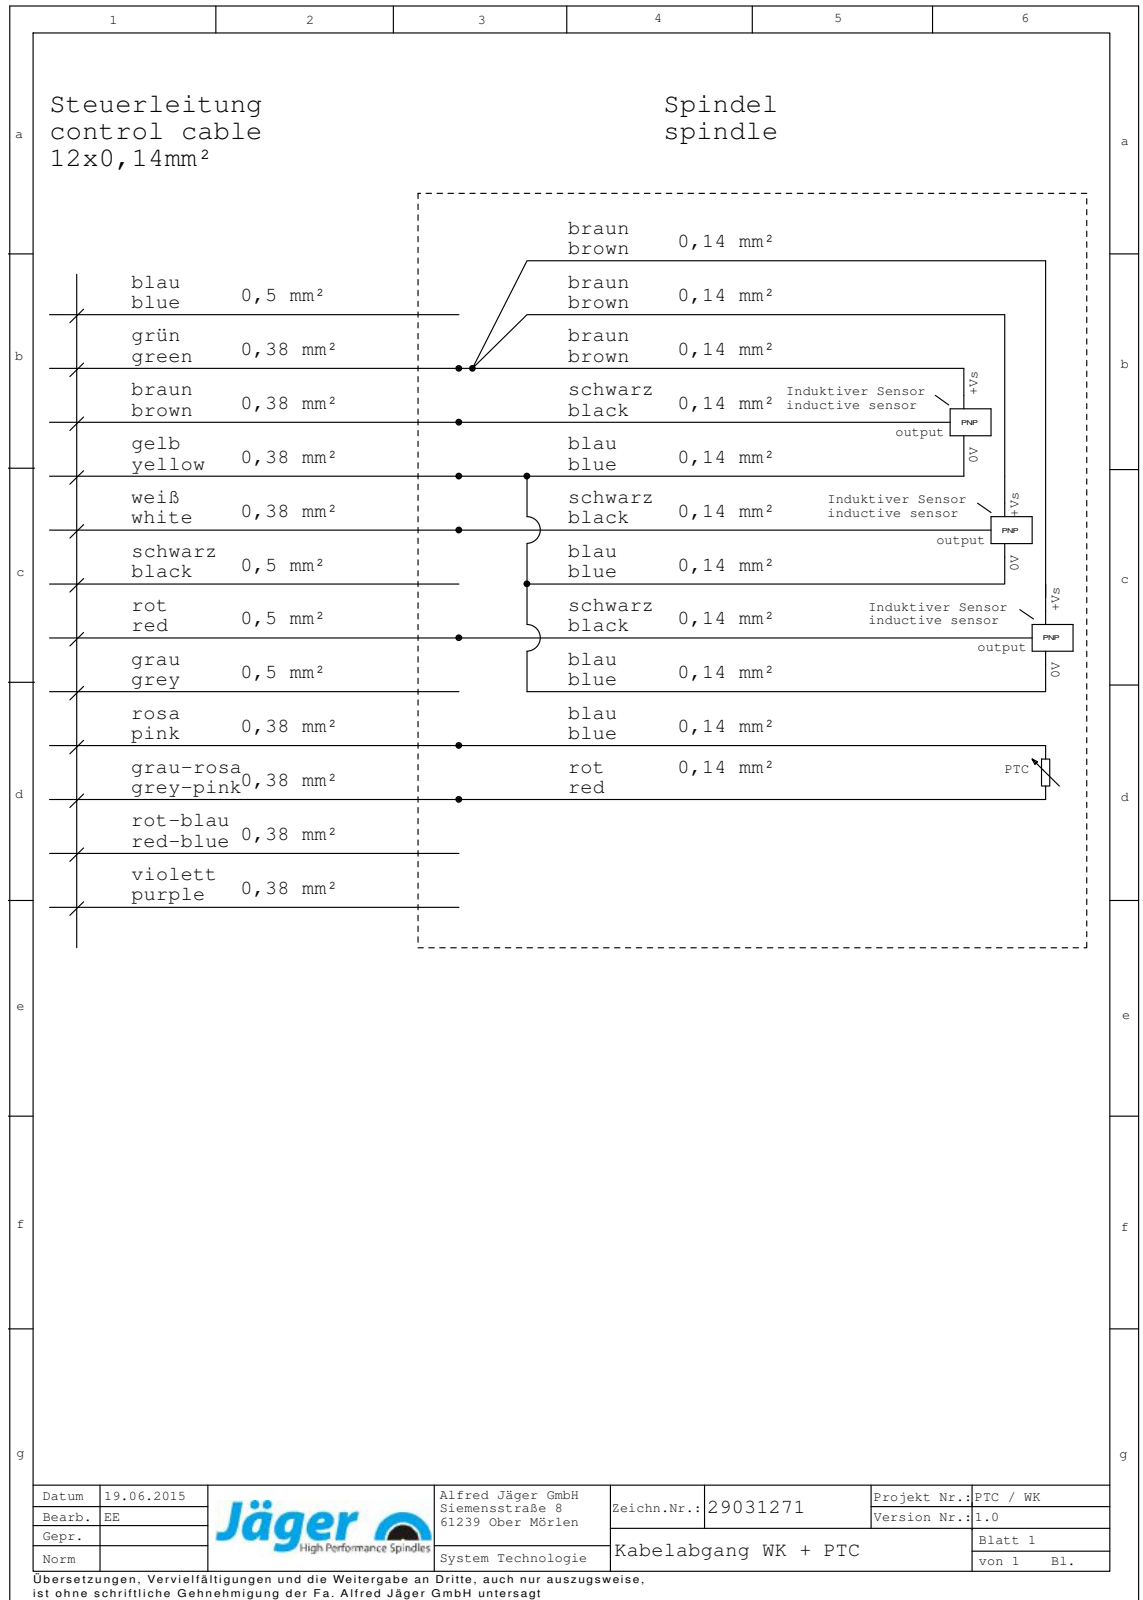 1 2 3 4 5 6
a
a
Steuerleitung
control cable
12x0,14mm²
Spindel
spindle
braun
brown 0,14 mm²
blau
blue 0,5 mm²
braun
brown 0,14 mm²
b
b
grün
green 0,38 mm²
braun
brown 0,14 mm²
+Vs
braun
brown 0,38 mm²
schwarz
black 0,14 mm²
Induktiver Sensor
inductive sensor
output
PNP
0V
gelb
yellow 0,38 mm²
blau
blue 0,14 mm²
weiß
white 0,38 mm²
schwarz
black 0,14 mm²
Induktiver Sensor
inductive sensor
output
+Vs
PNP
0V
c
c
schwarz
black 0,5 mm²
blau
blue 0,14 mm²
rot
red 0,5 mm²
schwarz
black 0,14 mm²
Induktiver Sensor
inductive sensor
output
+Vs
PNP
0V
grau
grey 0,5 mm²
blau
blue 0,14 mm²
rosa
pink 0,38 mm²
blau
blue 0,14 mm²
d
d
grau-rosa
grey-pink 0,38 mm²
rot
red
0,14 mm²
PTC
rot-blau
red-blue 0,38 mm²
violett
purple 0,38 mm²
e
e
f
f
g
g
Datum 19.06.2015
Bearb. EE
Gepr.
Norm
Jäger
High Performance Spindles
Alfred Jäger GmbH
Siemensstraße 8
61239 Ober Mörlen
System Technologie
Zeichn.Nr.: 29031271
Kabelabgang WK + PTC
Projekt Nr.: PTC / WK
Version Nr.: 1.0
Blatt 1
von 1 Bl.
Übersetzungen, Vervielfältigungen und die Weitergabe an Dritte, auch nur auszugsweise,
ist ohne schriftliche Gehnehmigung der Fa. Alfred Jäger GmbH untersagt